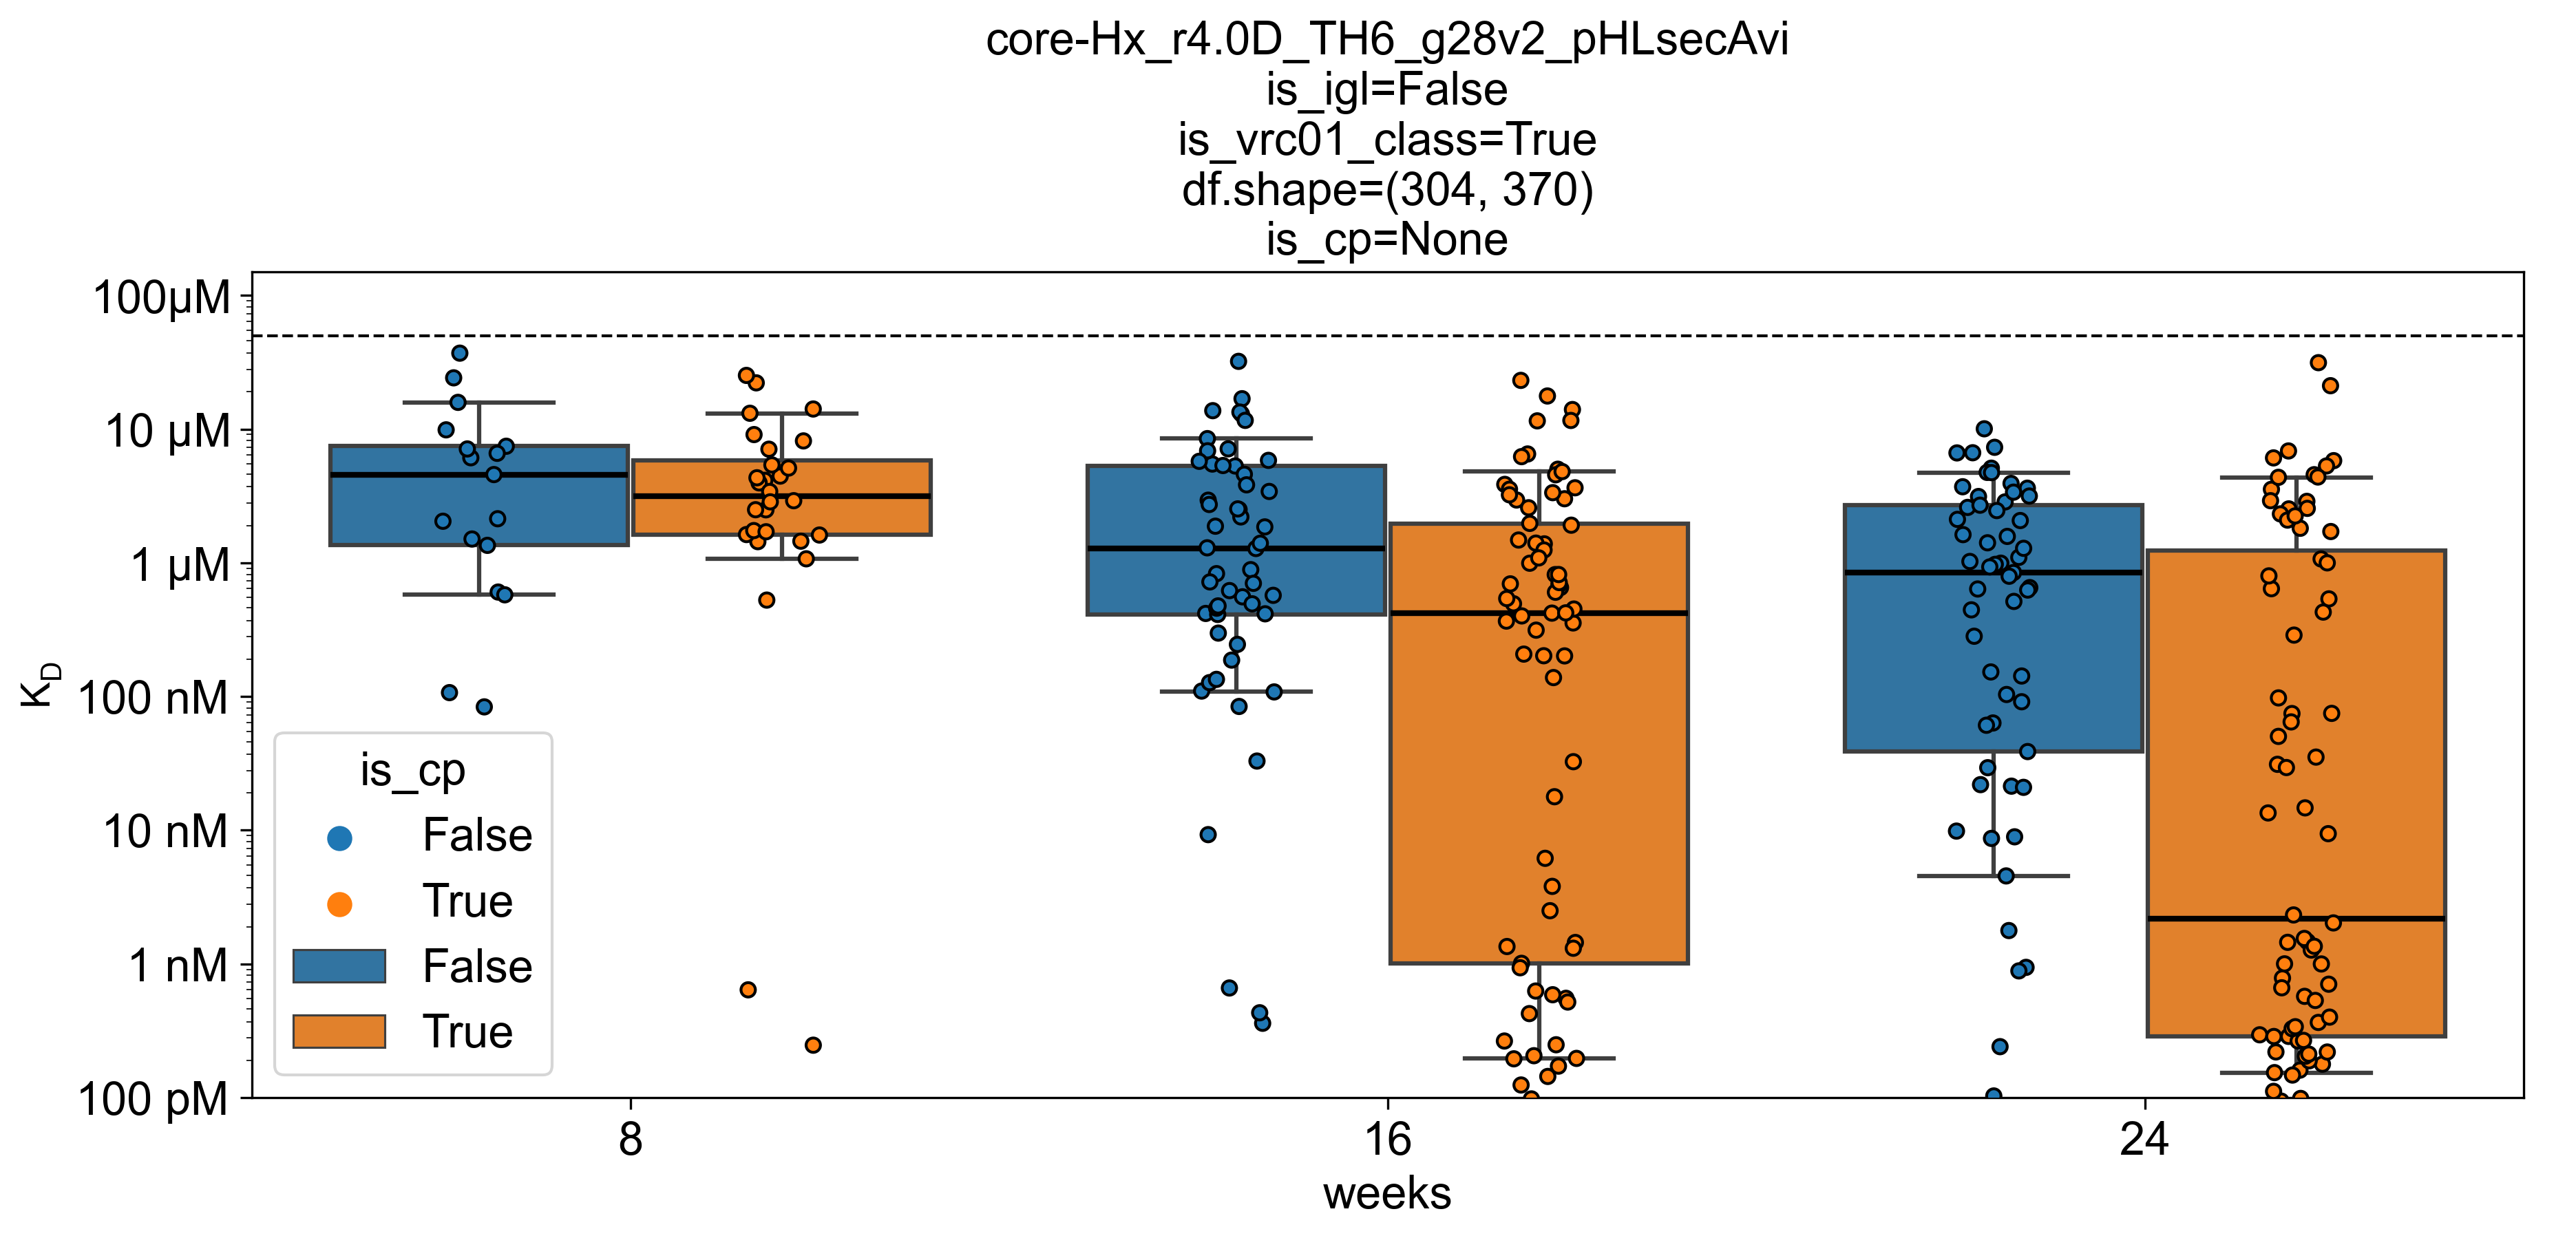 core-Hx_r4.0D_TH6_g28v2_pHLsecAvi
is_igl=False
is_vrc01_class=True
df.shape=(304, 370)
is_cp=None
100µM
10 µM
1 µM
100 nM
10 nM
1 nM
100 pM
K_D
is_cp
False
True
False
True
8
16
24
weeks